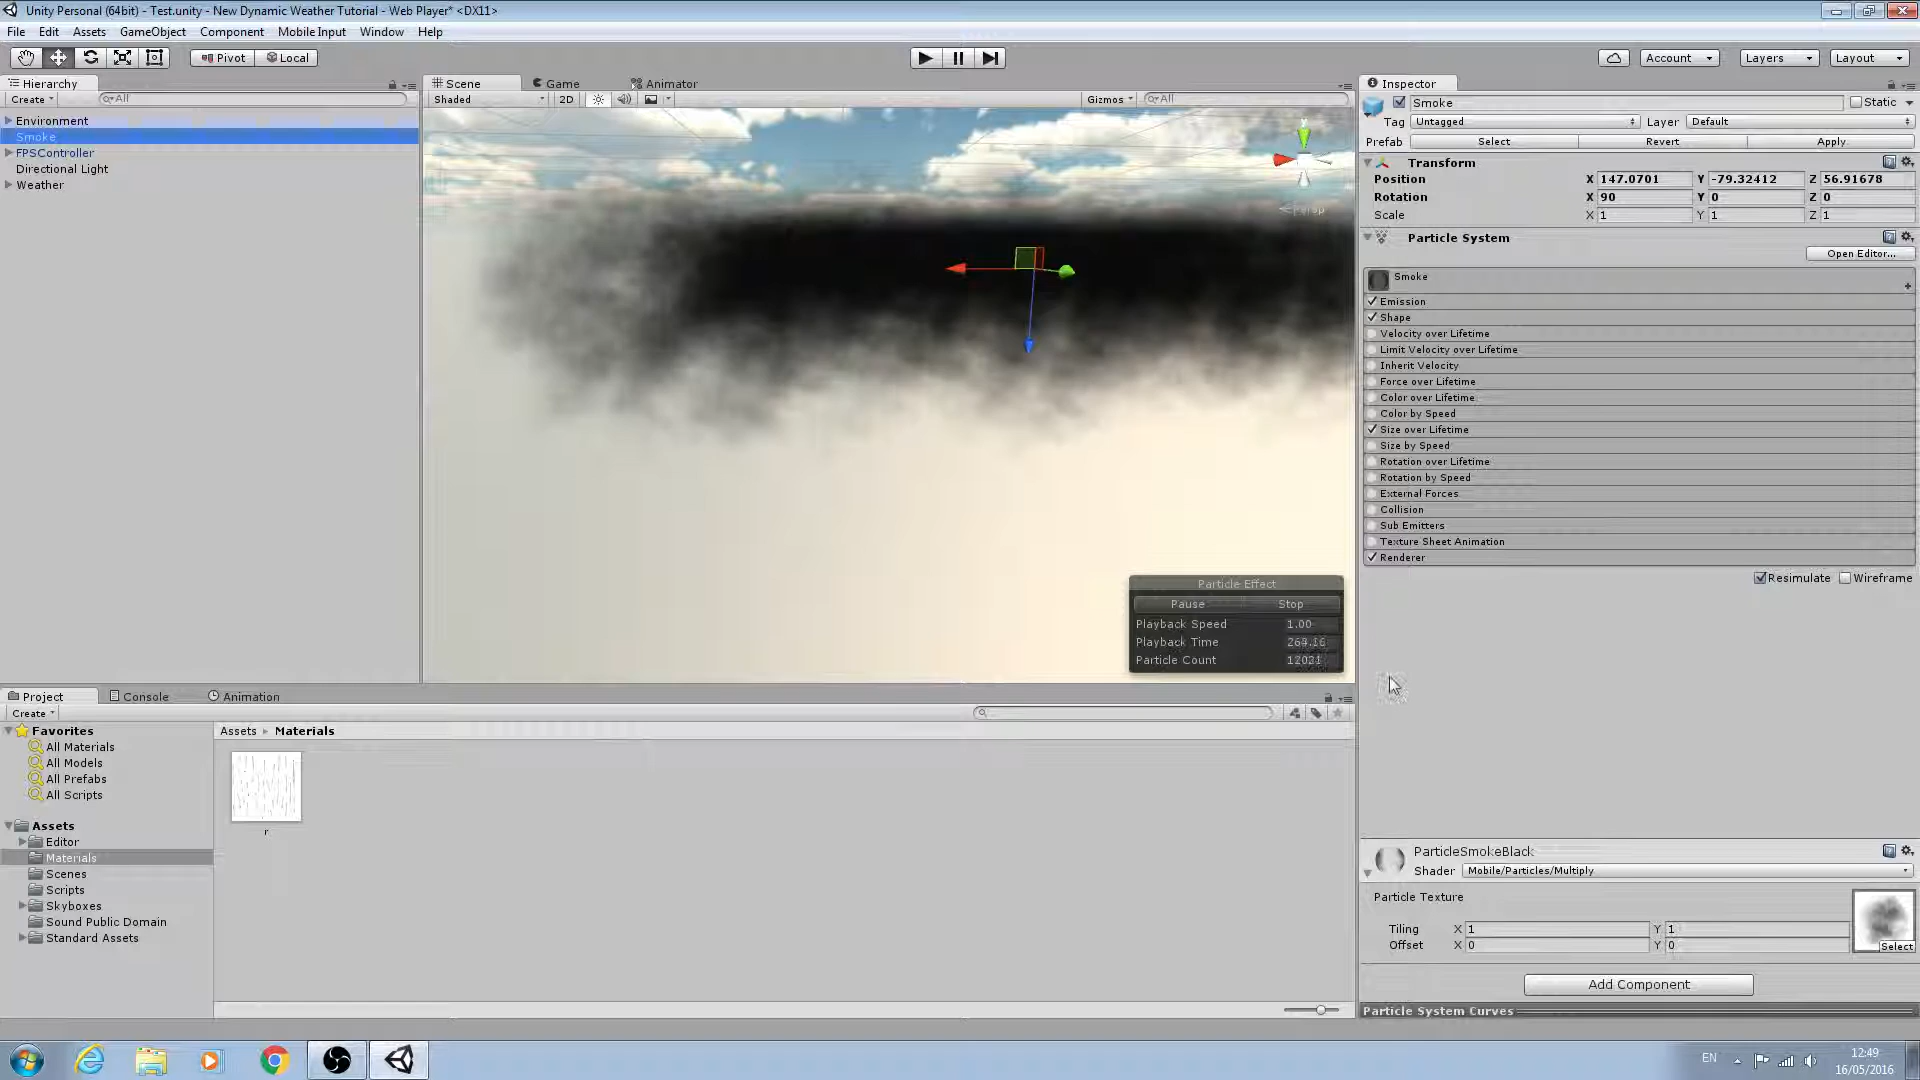 Unity Personal (64bit) - Test.unity - New Dynamic Weather Tutorial - Web Player* <DX11>
File Edit Assets GameObject Component Mobile Input Window Help
Pivot Local Account Layers Layout
Hierarchy
Create All
Environment
Smoke
FPSController
Directional Light
Weather
Scene Game Animator
Shaded 2D Gizmos All
Persp
Particle Effect
Pause Stop
Playback Speed 1.00
Playback Time
Particle Count
Inspector
Smoke Static
Tag Untagged Layer Default
Prefab Select Revert Apply
Transform
Position X 147.0701 Y -79.32412 Z 56.91678
Rotation X 90 Y 0 Z 0
Scale X 1 Y 1 Z 1
Particle System
Open Editor...
Smoke
Emission
Shape
Velocity over Lifetime
Limit Velocity over Lifetime
Inherit Velocity
Force over Lifetime
Color over Lifetime
Color by Speed
Size over Lifetime
Size by Speed
Rotation over Lifetime
Rotation by Speed
External Forces
Collision
Sub Emitters
Texture Sheet Animation
Renderer
Resimulate Wireframe
ParticleSmokeBlack
Shader Mobile/Particles/Multiply
Particle Texture
Tiling X 1 Y 1
Offset X 0 Y 0
Select
Add Component
Particle System Curves
Project Console Animation
Create
Favorites
All Materials
All Models
All Prefabs
All Scripts
Assets
Editor
Materials
Scenes
Scripts
Skyboxes
Sound Public Domain
Standard Assets
Assets Materials
r
EN
12:49
16/05/2016